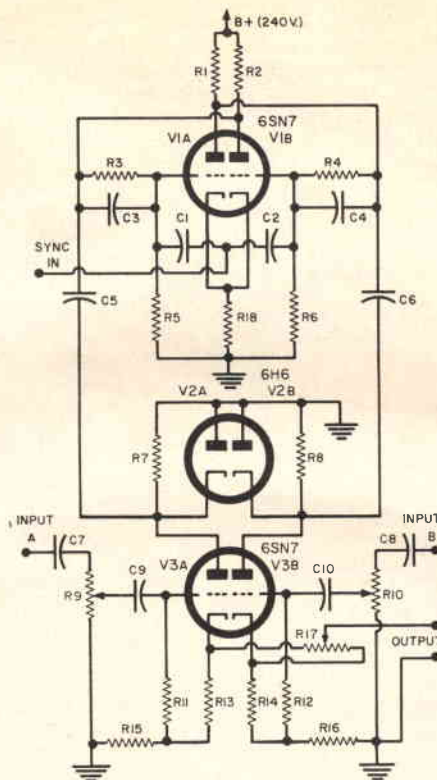 B+ (240V.)
R1
R2
6SN7
V1A
V1B
R3
R4
C3
C1
C2
C4
SYNC
IN
C5
R5
R18
R6
C6
6H6
V2A
V2B
R7
R8
INPUT
A
C7
V3A
6SN7
V3B
C8
INPUT
B
C9
C10
R9
R10
R17
OUTPUT
R11
R13
R14
R12
R15
R16